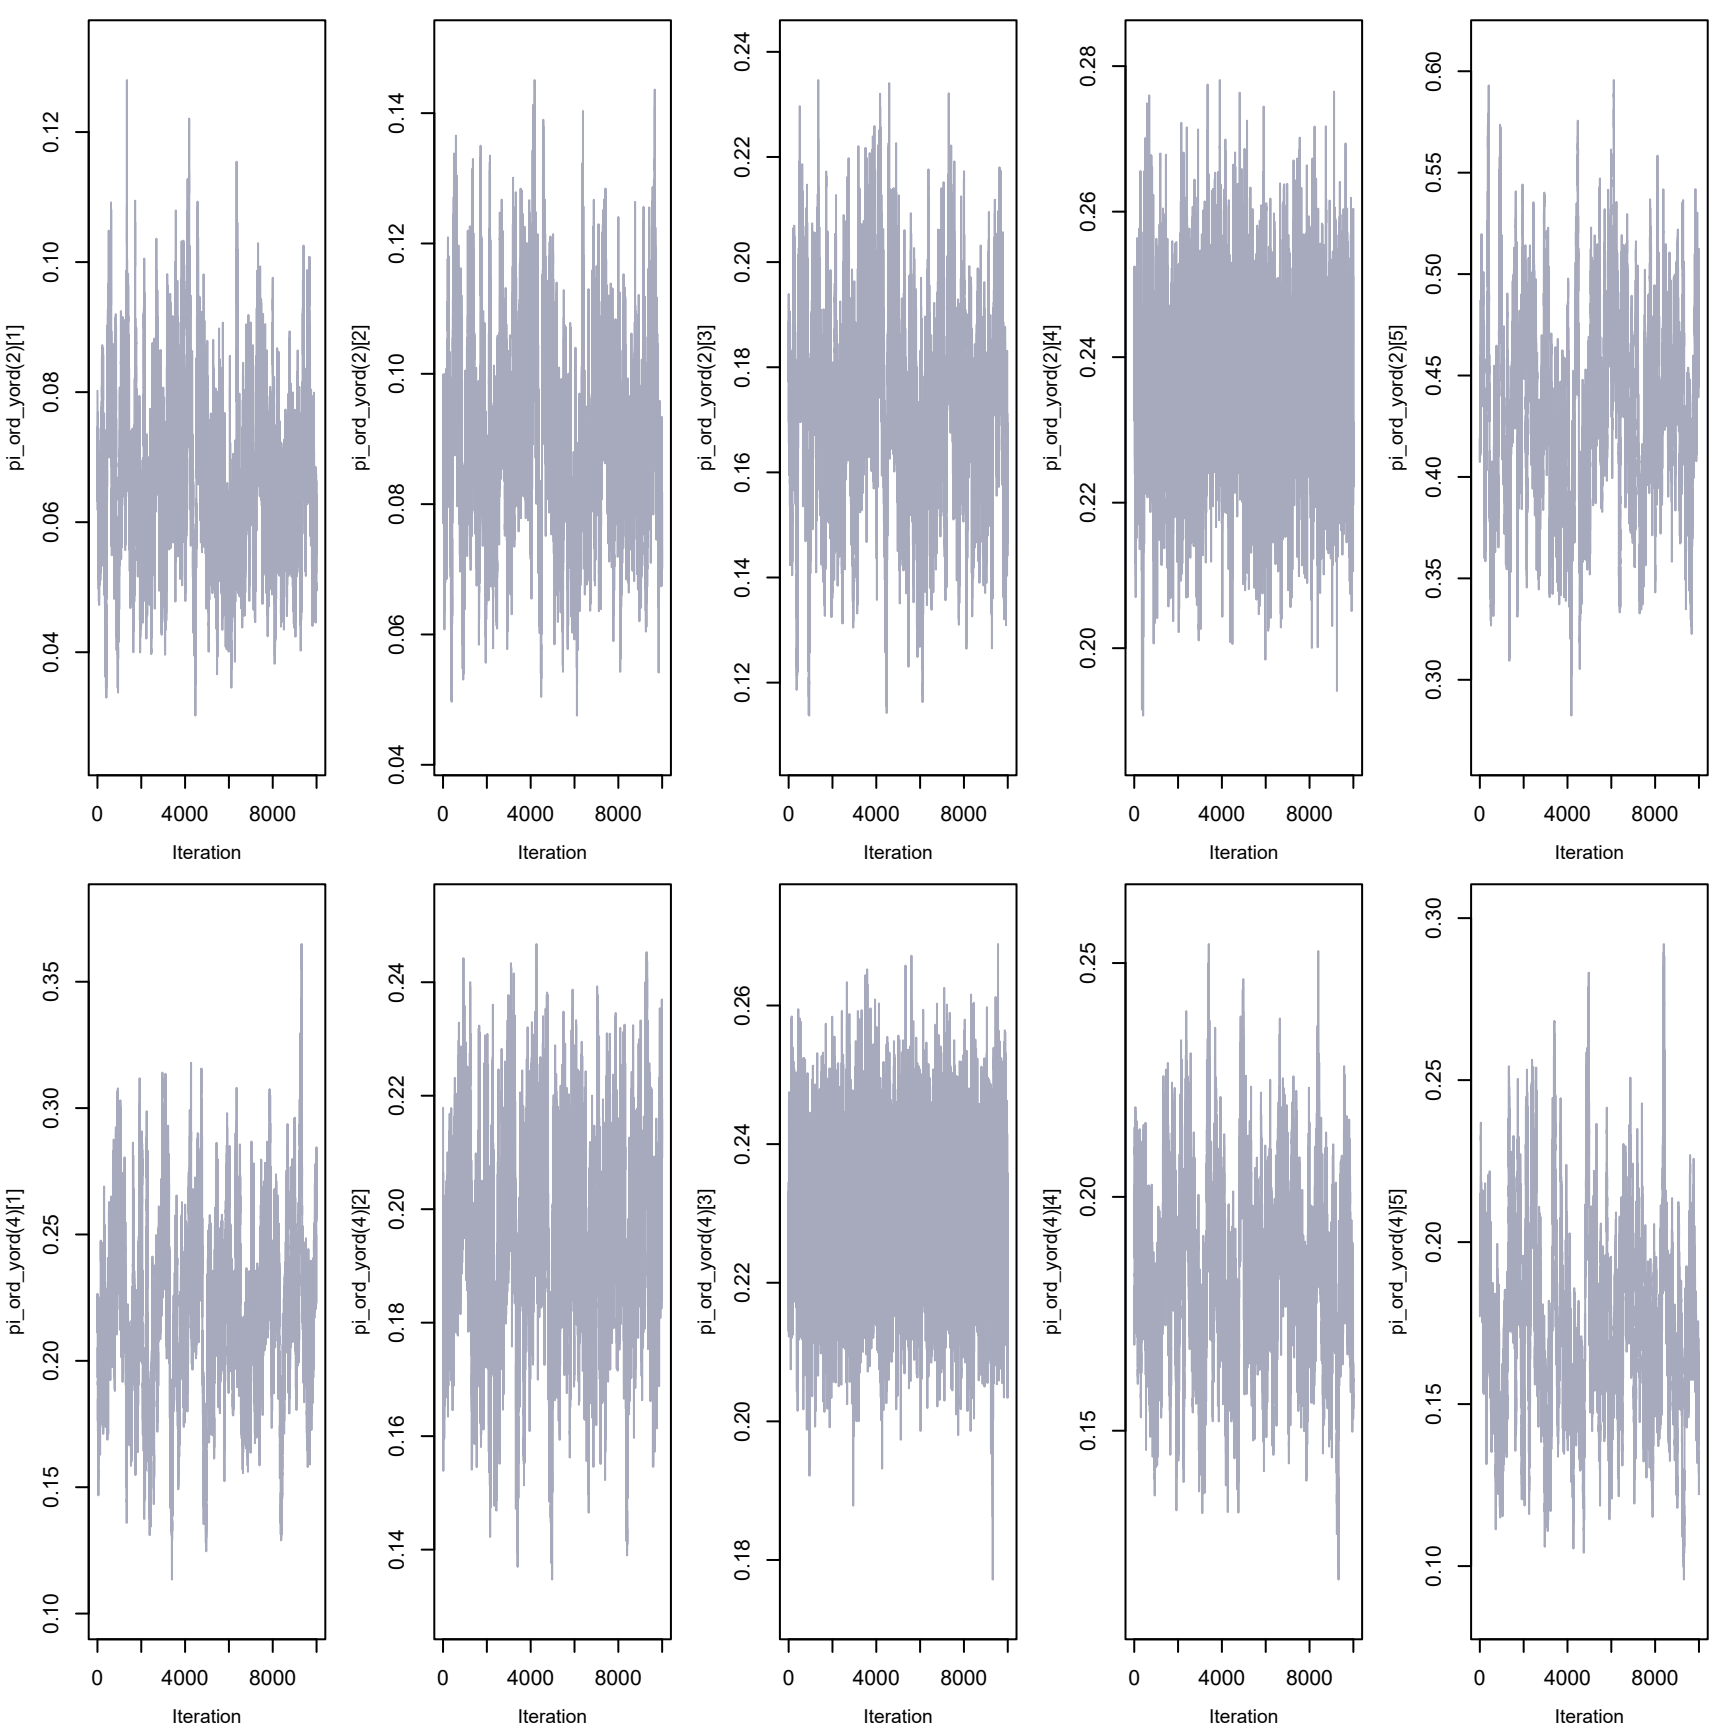 pi_ord_yord(2)[1]
0.04 0.06 0.08 0.10 0.12
0 4000 8000
Iteration
pi_ord_yord(2)[2]
0.04 0.06 0.08 0.10 0.12 0.14
0 4000 8000
Iteration
pi_ord_yord(2)[3]
0.12 0.14 0.16 0.18 0.20 0.22 0.24
0 4000 8000
Iteration
pi_ord_yord(2)[4]
0.20 0.22 0.24 0.26 0.28
0 4000 8000
Iteration
pi_ord_yord(2)[5]
0.30 0.35 0.40 0.45 0.50 0.55 0.60
0 4000 8000
Iteration
pi_ord_yord(4)[1]
0.10 0.15 0.20 0.25 0.30 0.35
0 4000 8000
Iteration
pi_ord_yord(4)[2]
0.14 0.16 0.18 0.20 0.22 0.24
0 4000 8000
Iteration
pi_ord_yord(4)[3]
0.18 0.20 0.22 0.24 0.26
0 4000 8000
Iteration
pi_ord_yord(4)[4]
0.15 0.20 0.25
0 4000 8000
Iteration
pi_ord_yord(4)[5]
0.10 0.15 0.20 0.25 0.30
0 4000 8000
Iteration